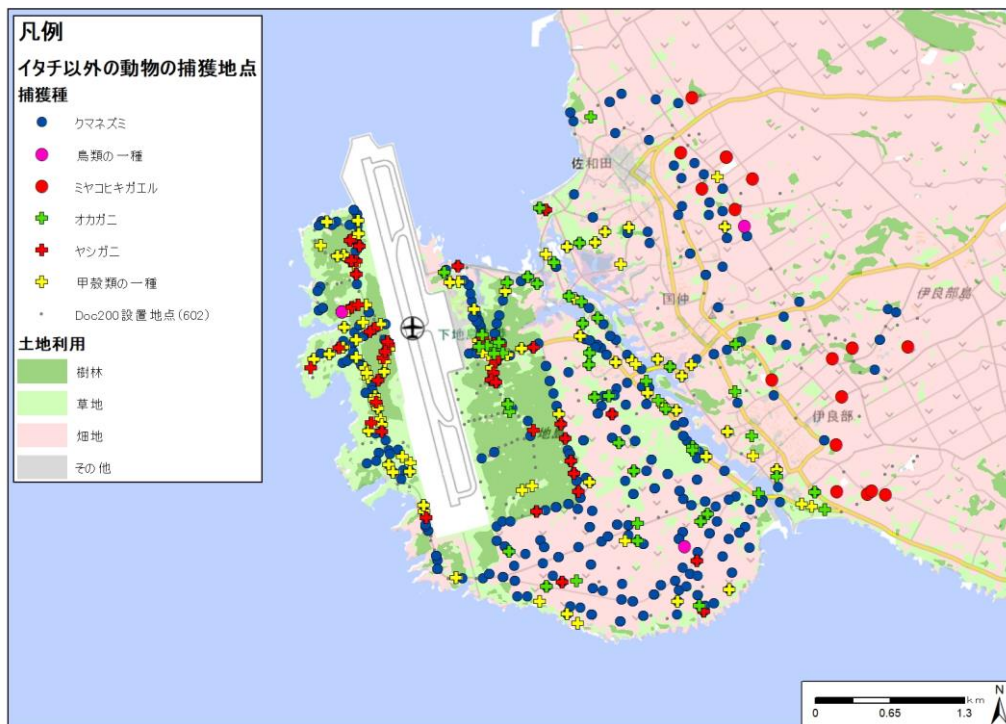 凡例
イタチ以外の動物の捕獲地点
捕獲種
クマネズミ
鳥類の一種
ミヤコヒキガエル
オカガニ
ヤシガニ
甲殻類の一種
Doc200設置地点(602)
土地利用
樹林
草地
畑地
その他
佐和田
国仲
伊良部島
下地島
伊良部
地島
km
0 0.65 1.3
N